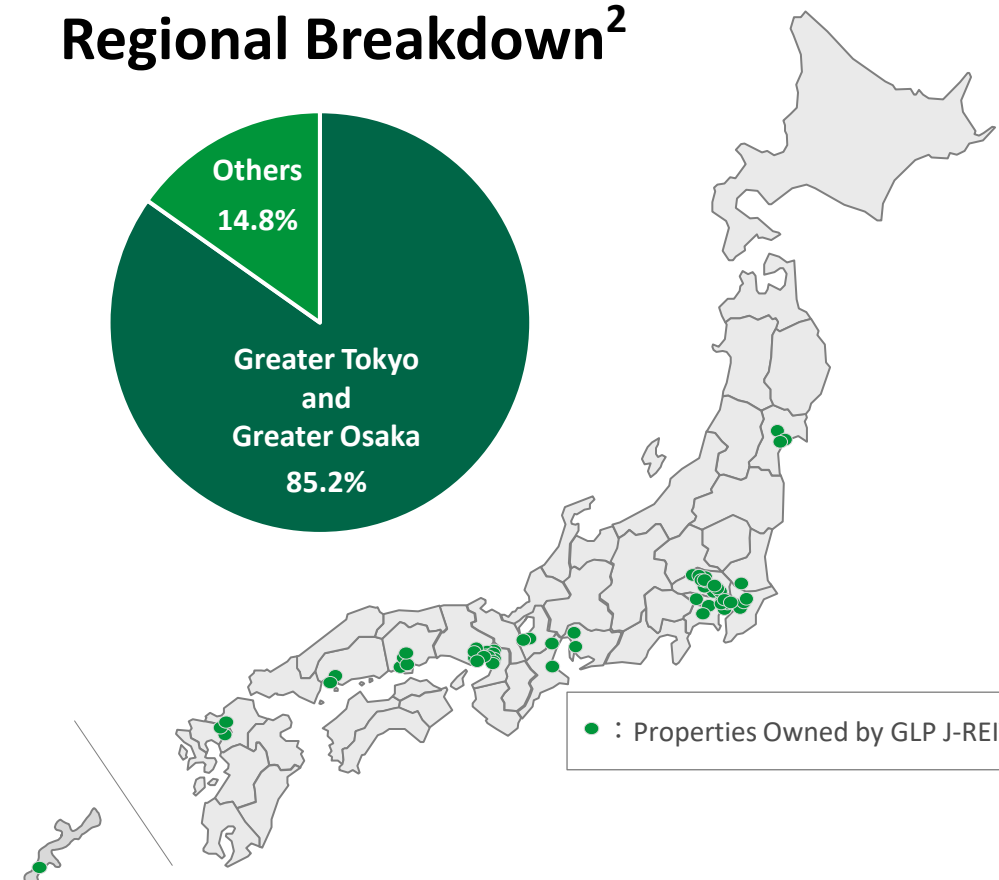 Regional Breakdown²
Others
14.8%
Greater Tokyo
and
Greater Osaka
85.2%
: Properties Owned by GLP J-REI